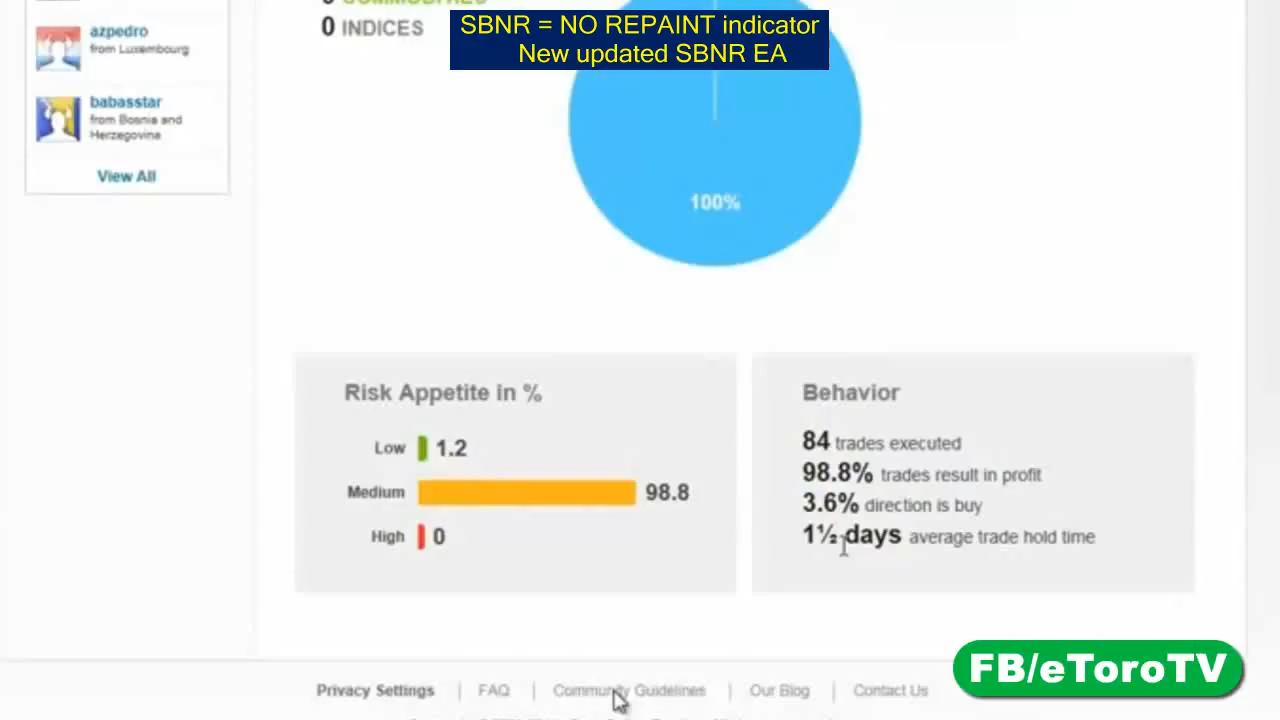 COMMODITIES
0 INDICES
SBNR = NO REPAINT indicator
New updated SBNR EA
azpedro
from Luxembourg
babasstar
from Bosnia and
Herzegovina
View All
100%
Risk Appetite in %
Low 1.2
Medium 98.8
High 0
Behavior
84 trades executed
98.8% trades result in profit
3.6% direction is buy
1½ days average trade hold time
FB/eToroTV
Privacy Settings | FAQ | Community Guidelines | Our Blog | Contact Us